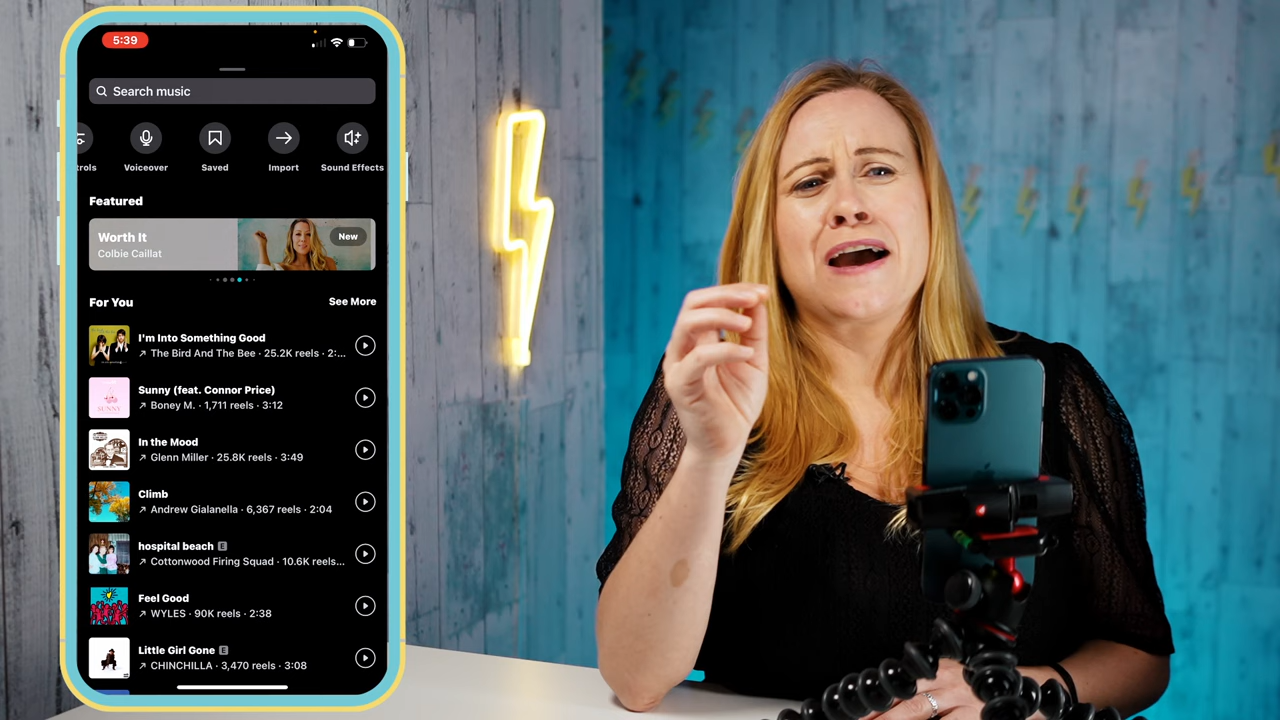 5:39
Search music
rols
Voiceover
Saved
Import
Sound Effects
Featured
Worth It
Colbie Caillat
New
For You
See More
I'm Into Something Good
↗ The Bird And The Bee · 25.2K reels · 2:...
Sunny (feat. Connor Price)
↗ Boney M. · 1,711 reels · 3:12
In the Mood
↗ Glenn Miller · 25.8K reels · 3:49
Climb
↗ Andrew Gialanella · 6,367 reels · 2:04
hospital beach E
↗ Cottonwood Firing Squad · 10.6K reels...
Feel Good
↗ WYLES · 90K reels · 2:38
Little Girl Gone E
↗ CHINCHILLA · 3,470 reels · 3:08
SUNNY